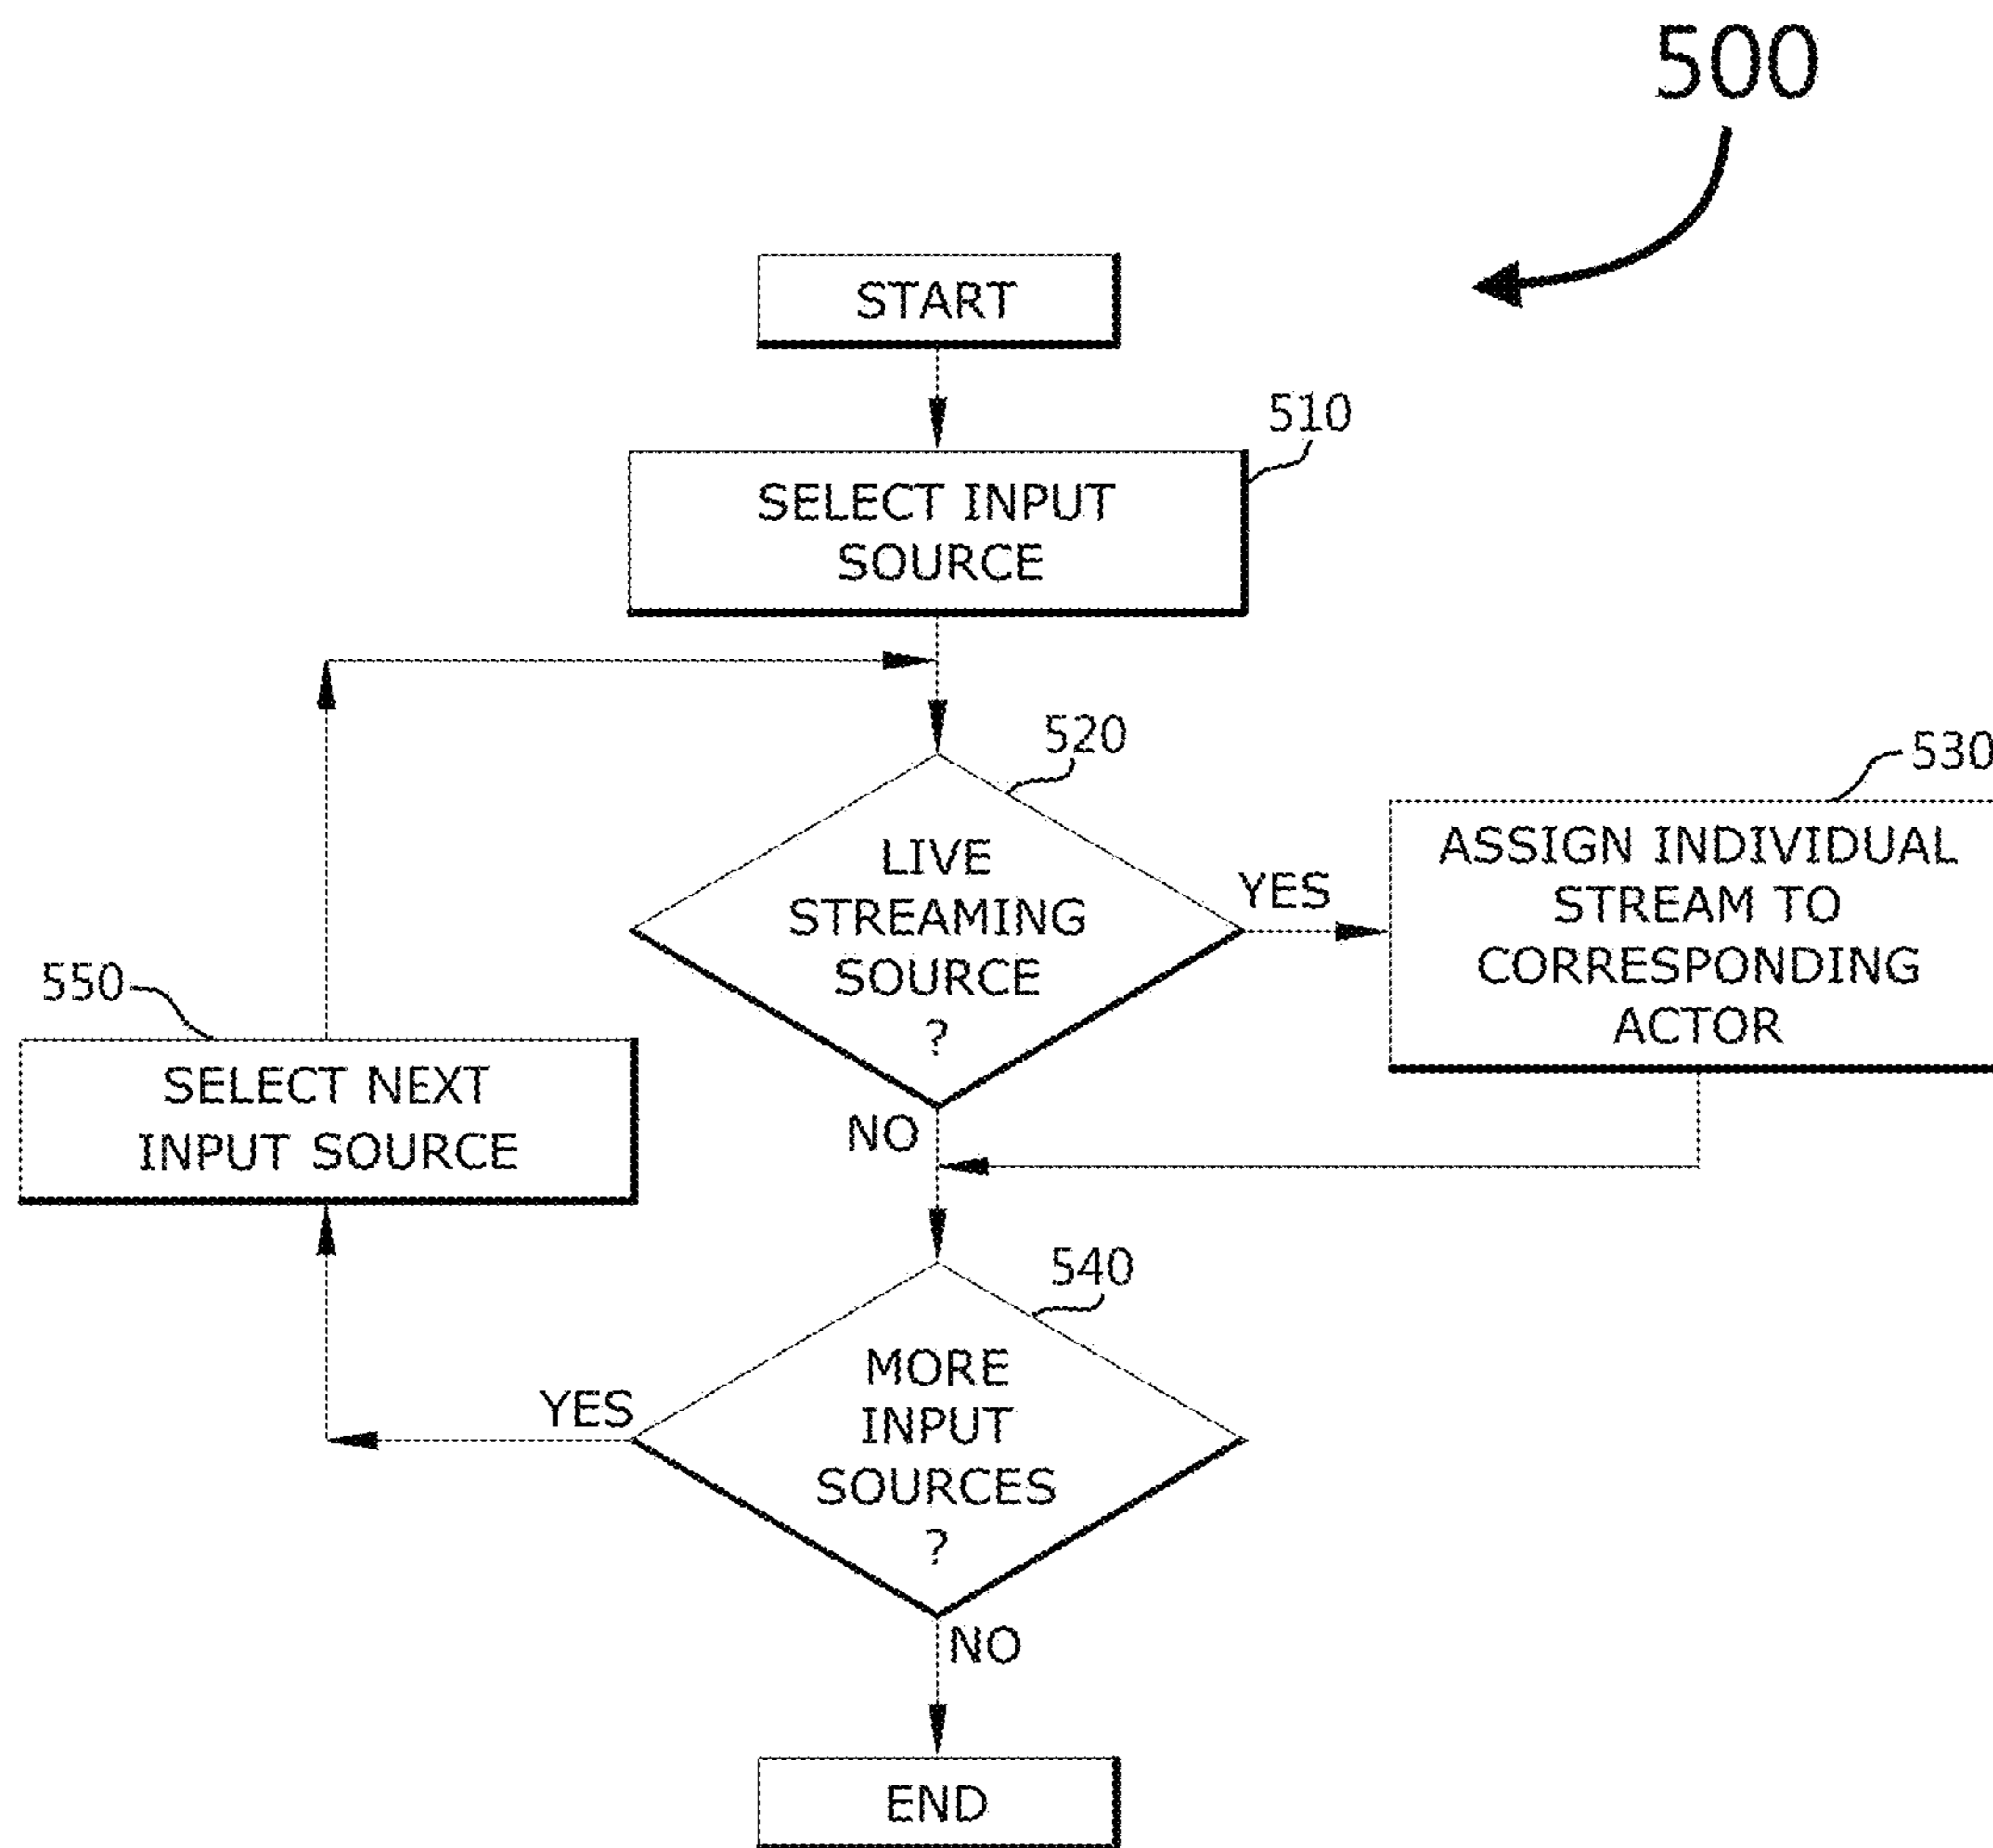 500
START
510
SELECT INPUT
SOURCE
520
530
LIVE
STREAMING
SOURCE
?
YES
ASSIGN INDIVIDUAL
STREAM TO
CORRESPONDING
ACTOR
550
SELECT NEXT
INPUT SOURCE
NO
540
MORE
INPUT
SOURCES
?
YES
NO
END